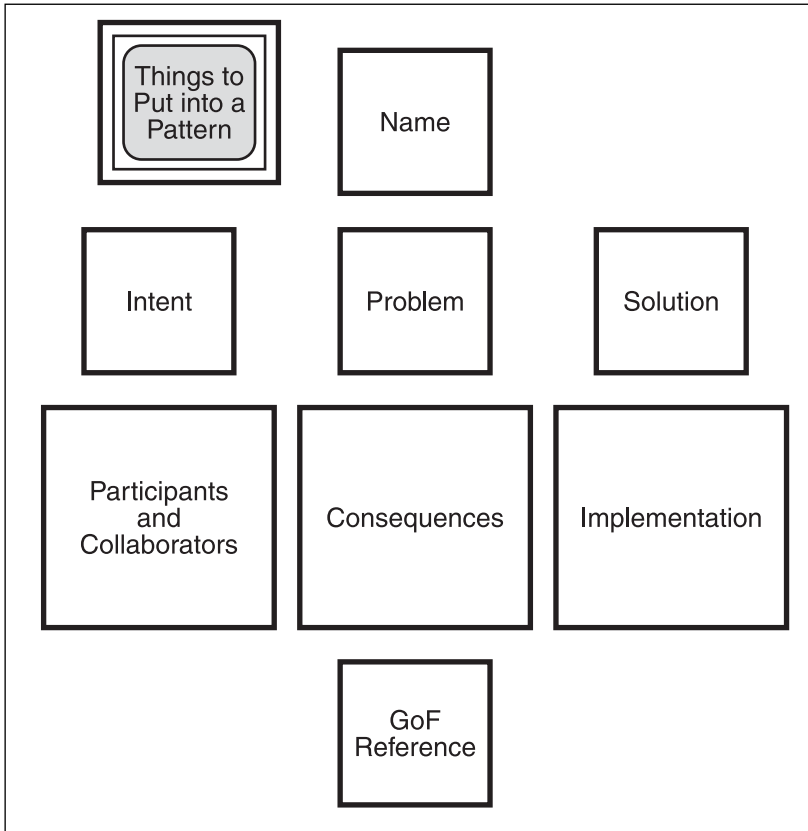 Things to
Put into a
Pattern
Name
Intent
Problem
Solution
Participants
and
Collaborators
Consequences
Implementation
GoF
Reference